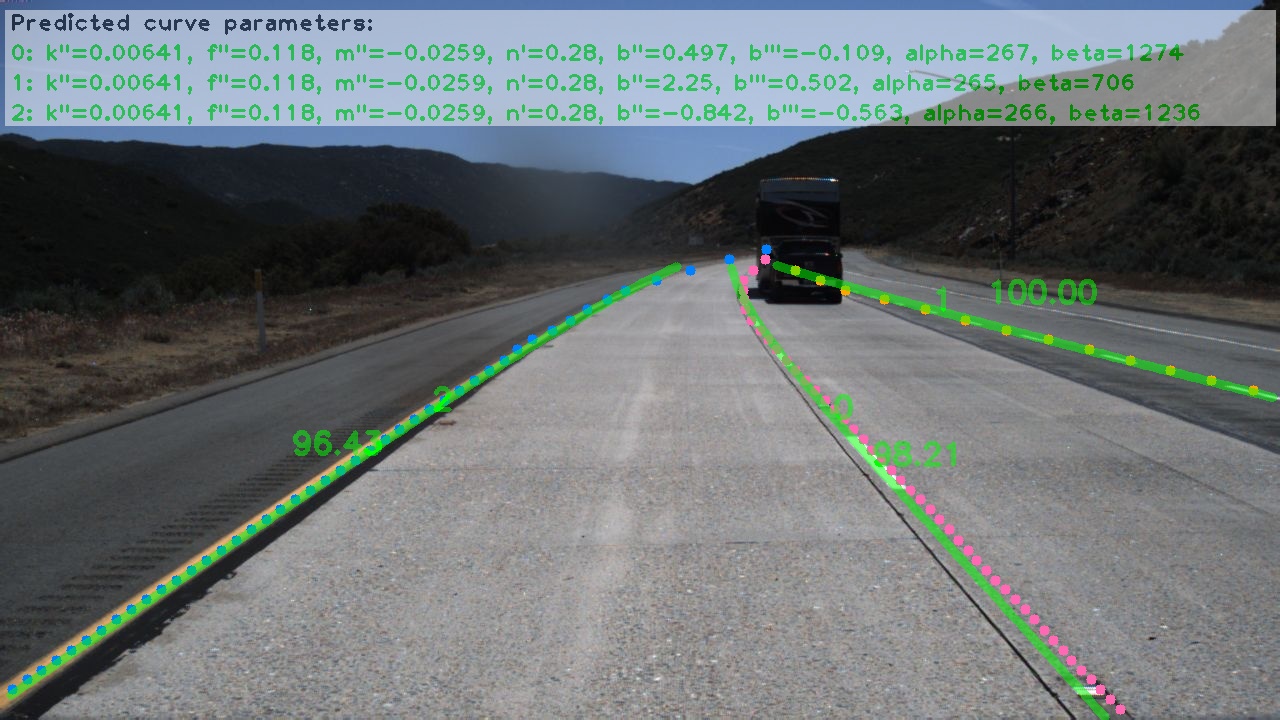 Predicted curve parameters:
0: k''=0.00641, f''=0.118, m''=-0.0259, n'=0.28, b''=0.497, b'''=-0.109, alpha=267, beta=1274
1: k''=0.00641, f''=0.118, m''=-0.0259, n'=0.28, b''=2.25, b'''=0.502, alpha=265, beta=706
2: k''=0.00641, f''=0.118, m''=-0.0259, n'=0.28, b''=-0.842, b'''=-0.563, alpha=266, beta=1236
1 100.00
2
0
96.43
98.21